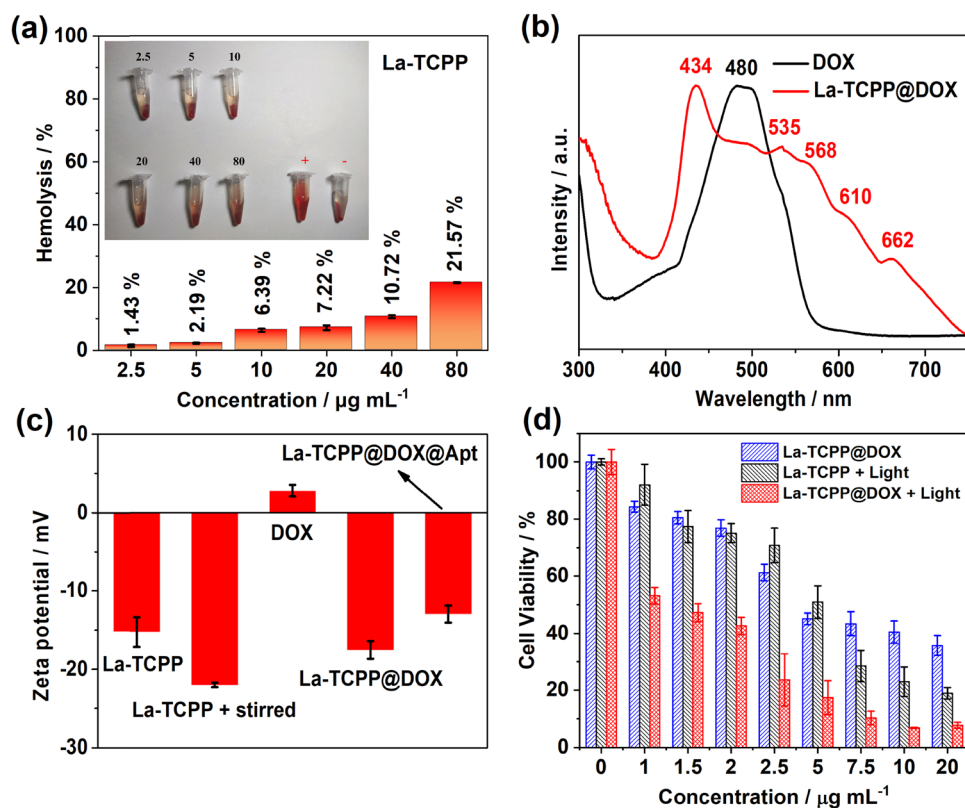 (a)
La-TCPP
2.5 5 10
20 40 80 + -
1.43 % 2.19 % 6.39 % 7.22 % 10.72 % 21.57 %
Hemolysis / %
100
80
60
40
20
0
2.5 5 10 20 40 80
Concentration / μg mL⁻¹
(b)
434 480 DOX
La-TCPP@DOX
535
568
610
662
Intensity / a.u.
300 400 500 600 700
Wavelength / nm
(c)
La-TCPP@DOX@Apt
DOX
La-TCPP
La-TCPP@DOX
La-TCPP + stirred
Zeta potential / mV
10
0
-10
-20
-30
(d)
La-TCPP@DOX
La-TCPP + Light
La-TCPP@DOX + Light
Cell Viability / %
100
80
60
40
20
0
0 1 1.5 2 2.5 5 7.5 10 20
Concentration / μg mL⁻¹